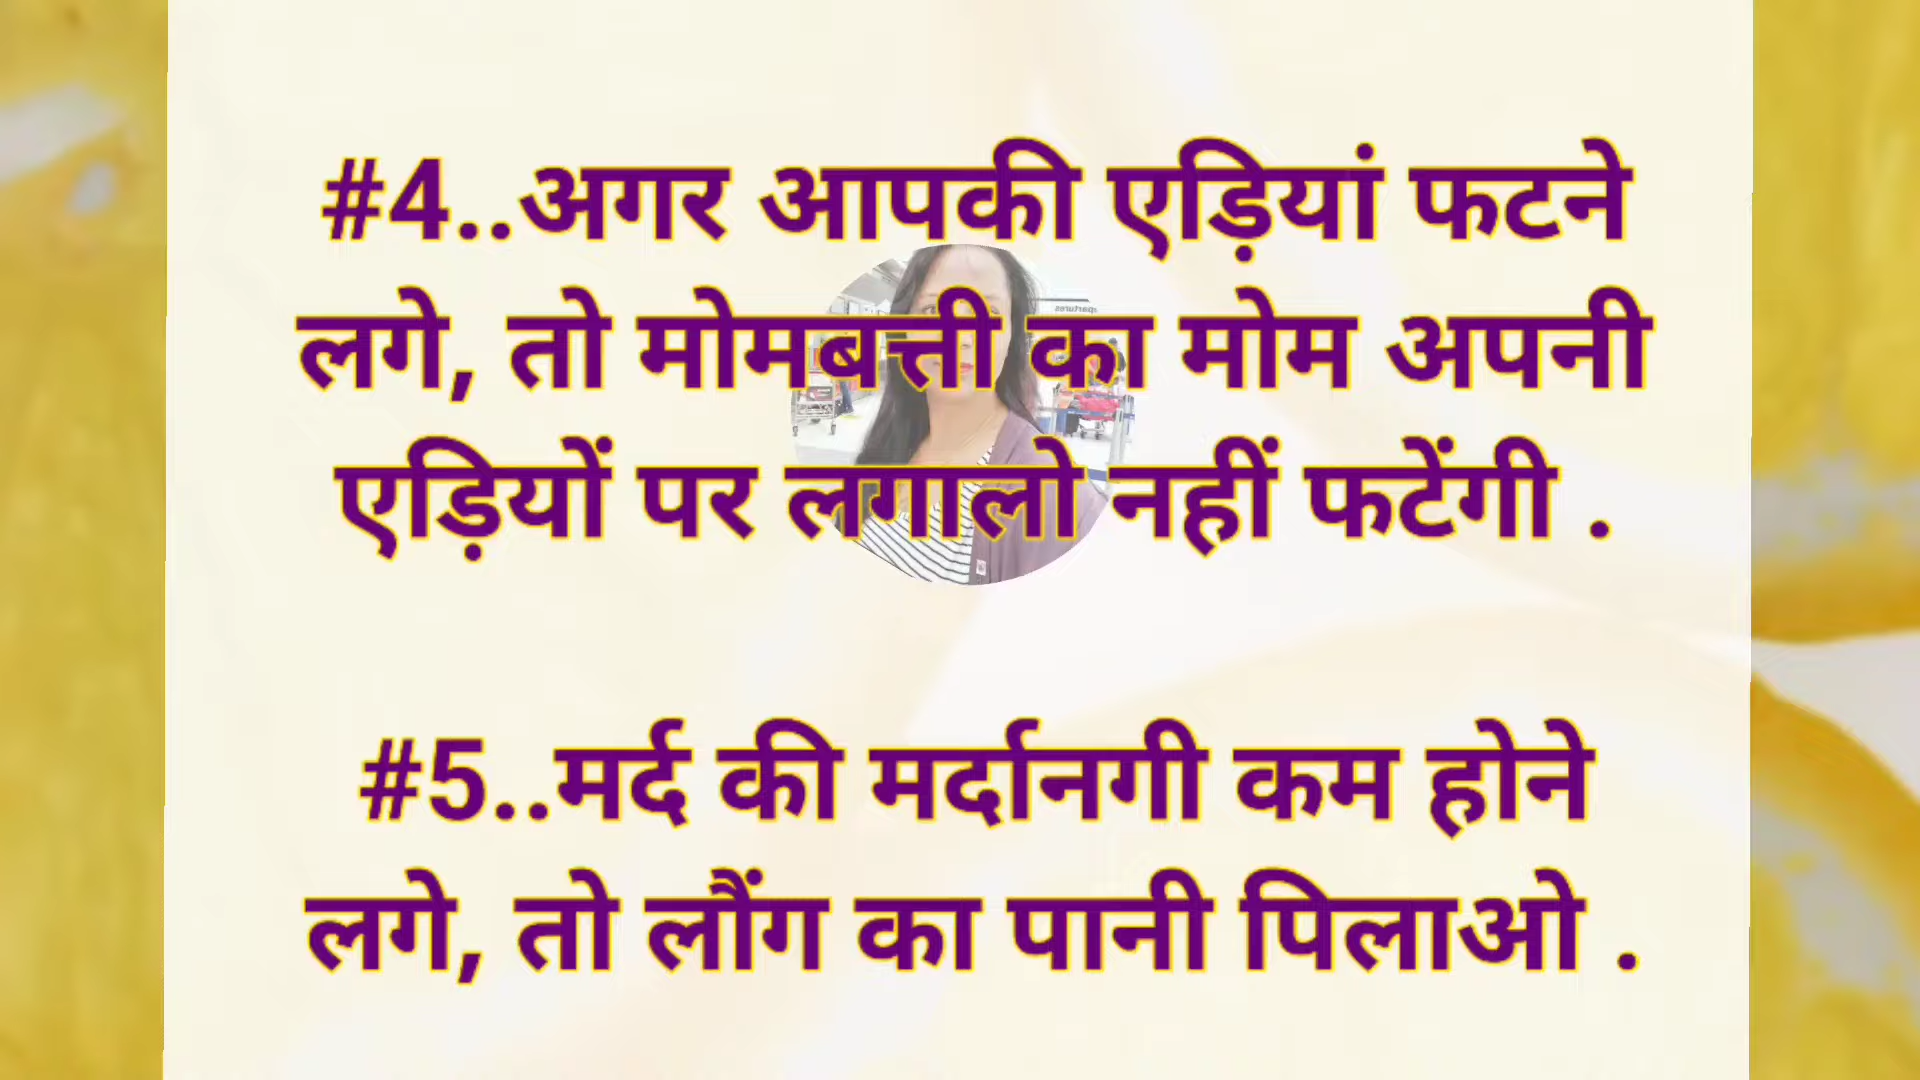 #4..अगर आपकी एड़ियां फटने
लगे, तो मोमबत्ती का मोम अपनी
एड़ियों पर लगालो नहीं फटेंगी .
#5..मर्द की मर्दानगी कम होने
लगे, तो लौंग का पानी पिलाओ .